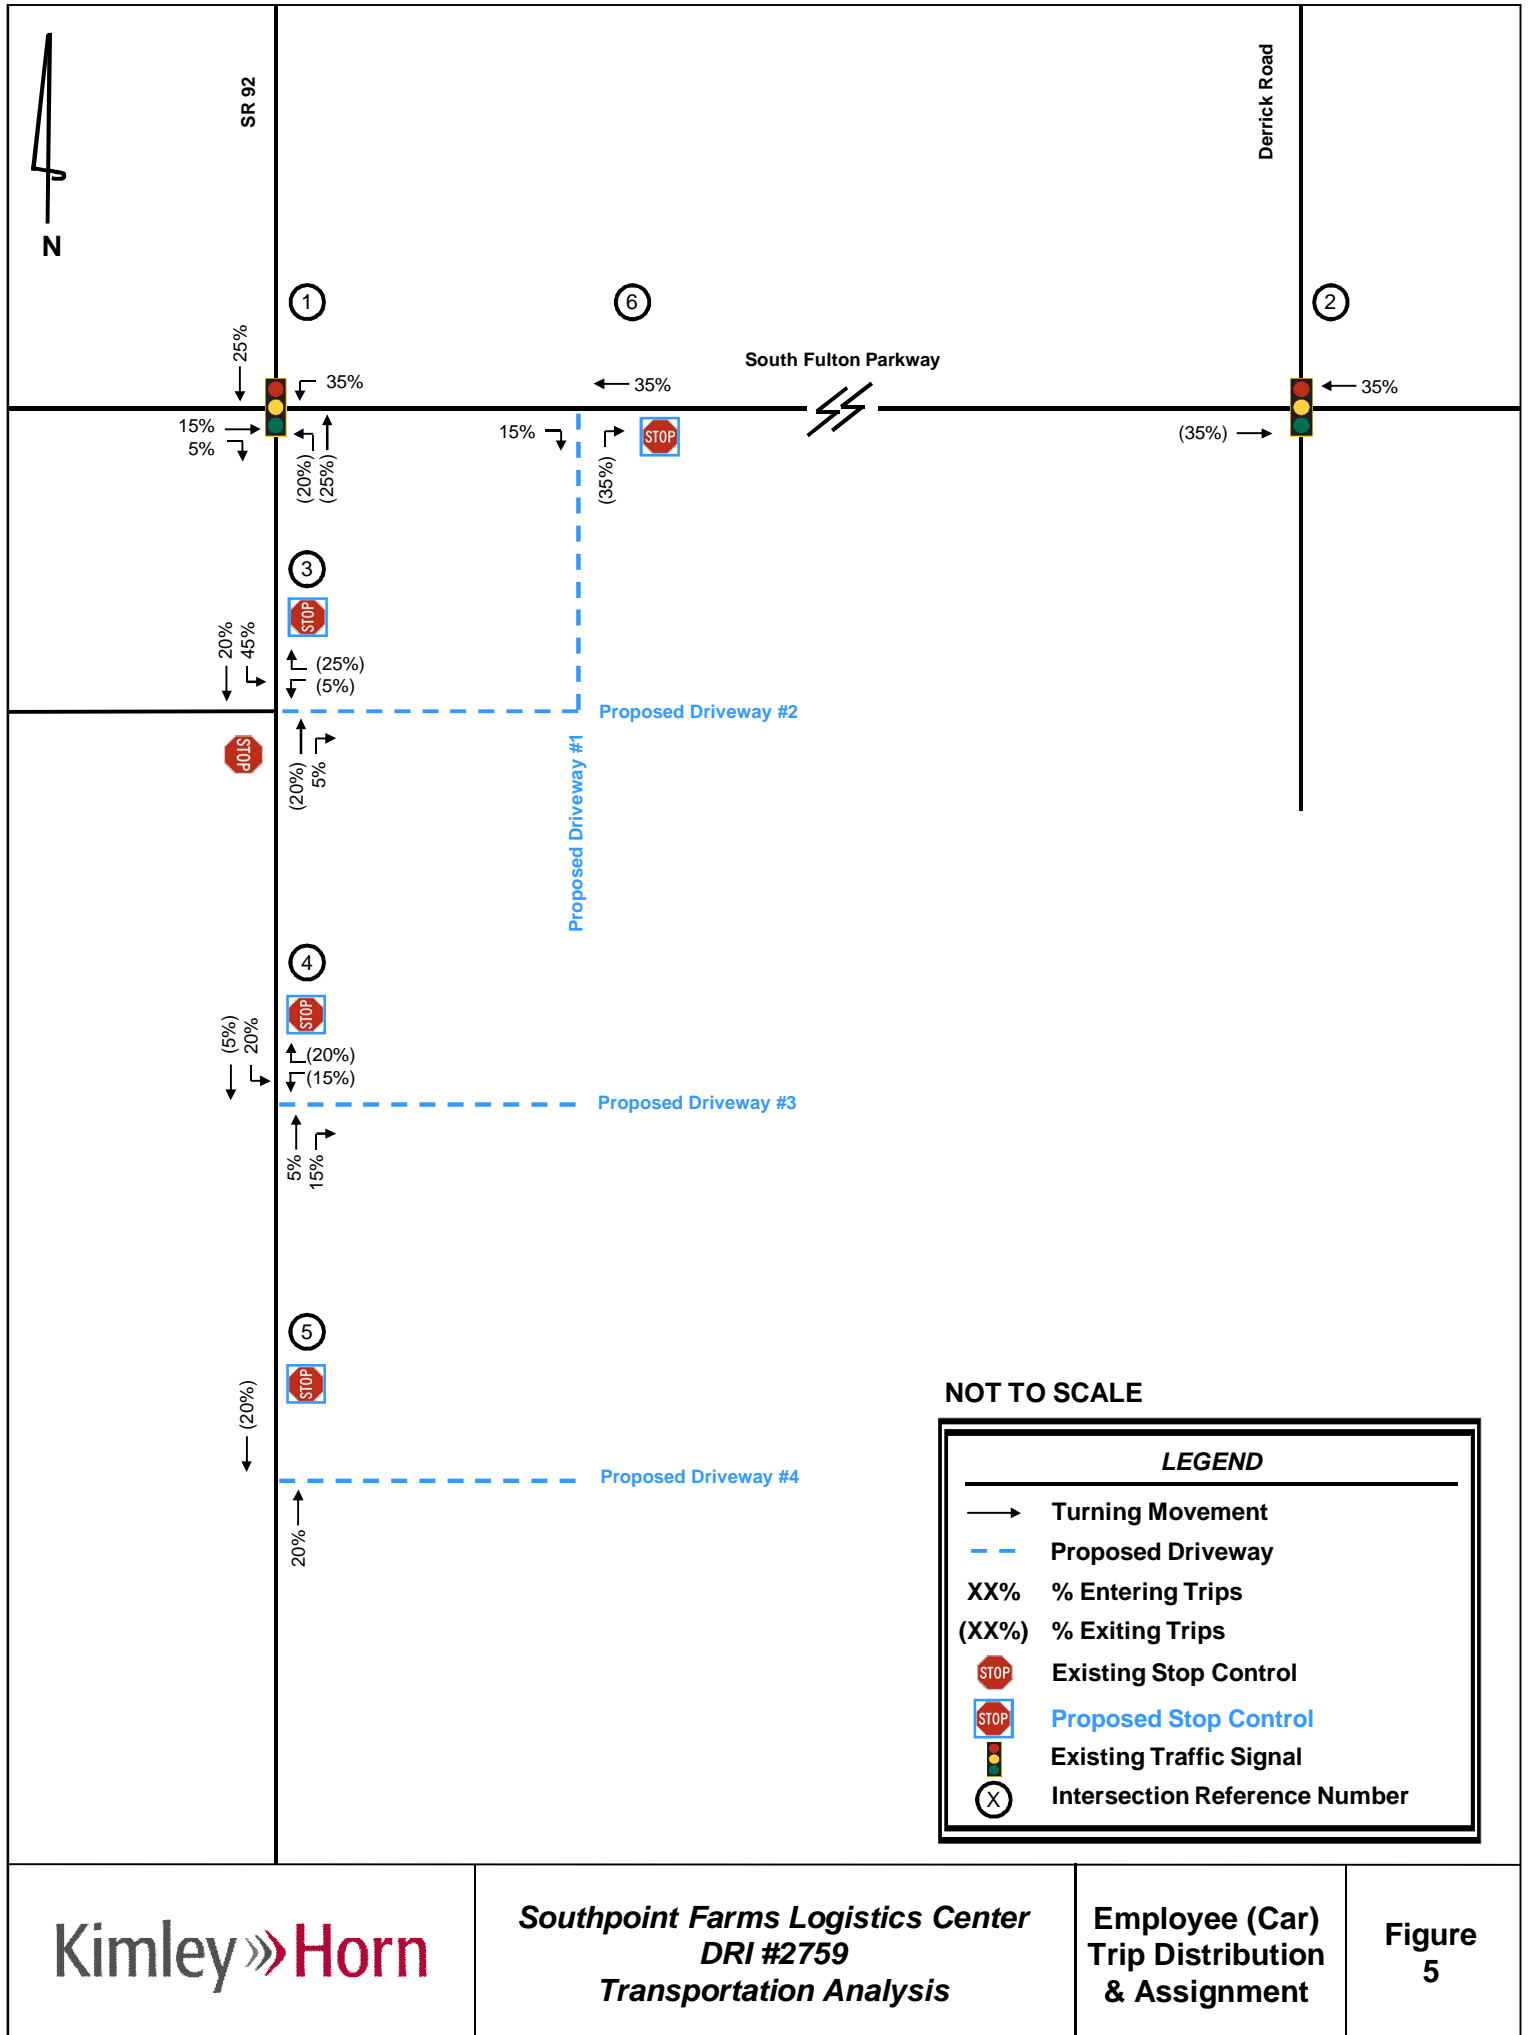 SR 92
Derrick Road
N
1
6
2
25%
South Fulton Parkway
35%
35%
35%
15%
5%
15%
(35%)
(20%)
(25%)
(35%)
STOP
3
STOP
20%
45%
(25%)
(5%)
Proposed Driveway #2
STOP
(20%)
5%
Proposed Driveway #1
4
STOP
(5%)
20%
(20%)
(15%)
Proposed Driveway #3
5%
15%
5
STOP
(20%)
Proposed Driveway #4
20%
NOT TO SCALE
LEGEND
Turning Movement
Proposed Driveway
XX% % Entering Trips
(XX%) % Exiting Trips
STOP Existing Stop Control
STOP Proposed Stop Control
Existing Traffic Signal
X Intersection Reference Number
Kimley»Horn
Southpoint Farms Logistics Center
DRI #2759
Transportation Analysis
Employee (Car)
Trip Distribution
& Assignment
Figure
5